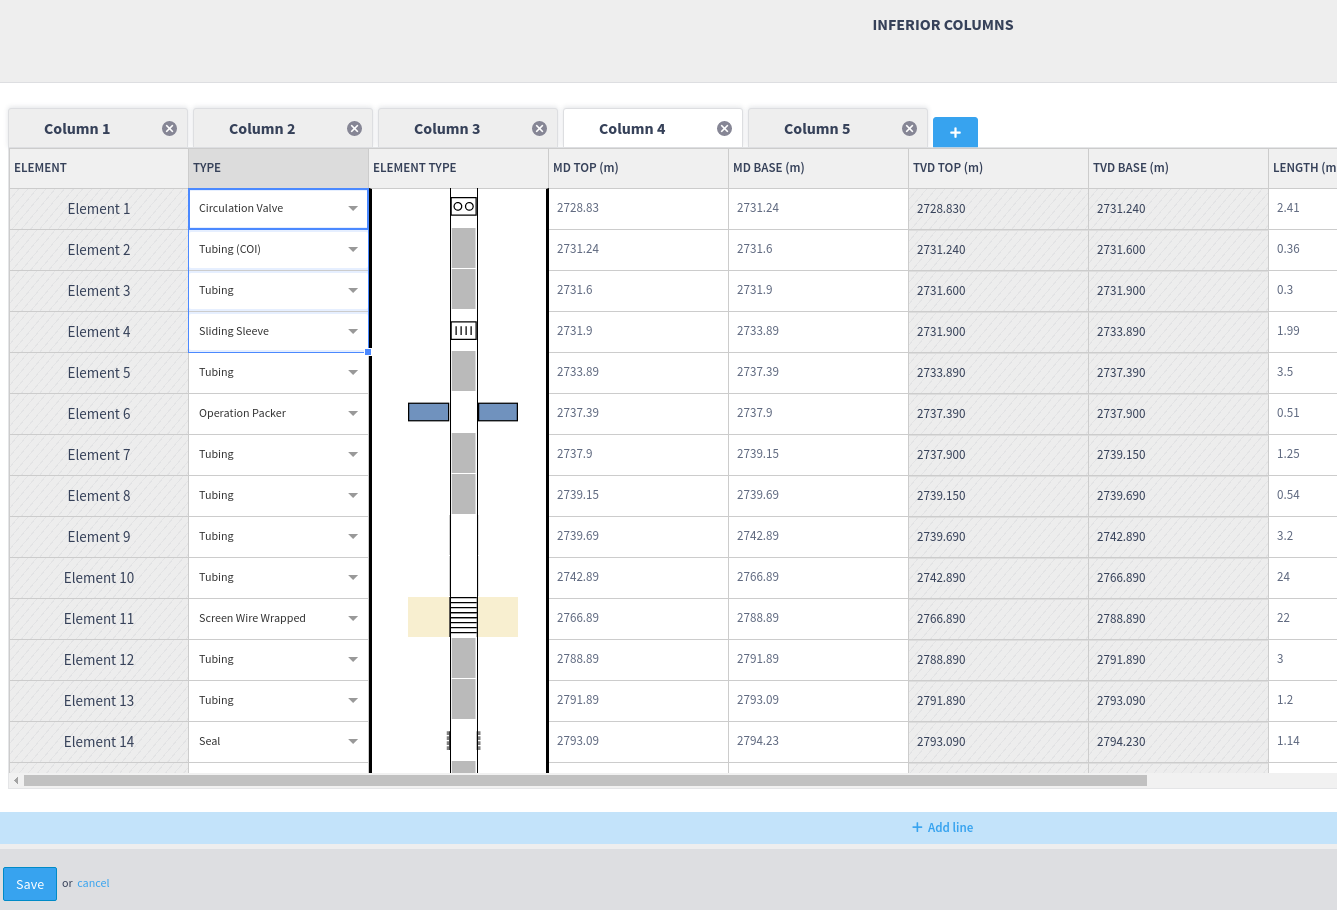 INFERIOR COLUMNS
Column 1 Column 2 Column 3 Column 4 Column 5 +
ELEMENT TYPE ELEMENT TYPE MD TOP (m) MD BASE (m) TVD TOP (m) TVD BASE (m) LENGTH (m
Element 1 Circulation Valve 2728.83 2731.24 2728.830 2731.240 2.41
Element 2 Tubing (COI) 2731.24 2731.6 2731.240 2731.600 0.36
Element 3 Tubing 2731.6 2731.9 2731.600 2731.900 0.3
Element 4 Sliding Sleeve 2731.9 2733.89 2731.900 2733.890 1.99
Element 5 Tubing 2733.89 2737.39 2733.890 2737.390 3.5
Element 6 Operation Packer 2737.39 2737.9 2737.390 2737.900 0.51
Element 7 Tubing 2737.9 2739.15 2737.900 2739.150 1.25
Element 8 Tubing 2739.15 2739.69 2739.150 2739.690 0.54
Element 9 Tubing 2739.69 2742.89 2739.690 2742.890 3.2
Element 10 Tubing 2742.89 2766.89 2742.890 2766.890 24
Element 11 Screen Wire Wrapped 2766.89 2788.89 2766.890 2788.890 22
Element 12 Tubing 2788.89 2791.89 2788.890 2791.890 3
Element 13 Tubing 2791.89 2793.09 2791.890 2793.090 1.2
Element 14 Seal 2793.09 2794.23 2793.090 2794.230 1.14
+ Add line
Save or cancel